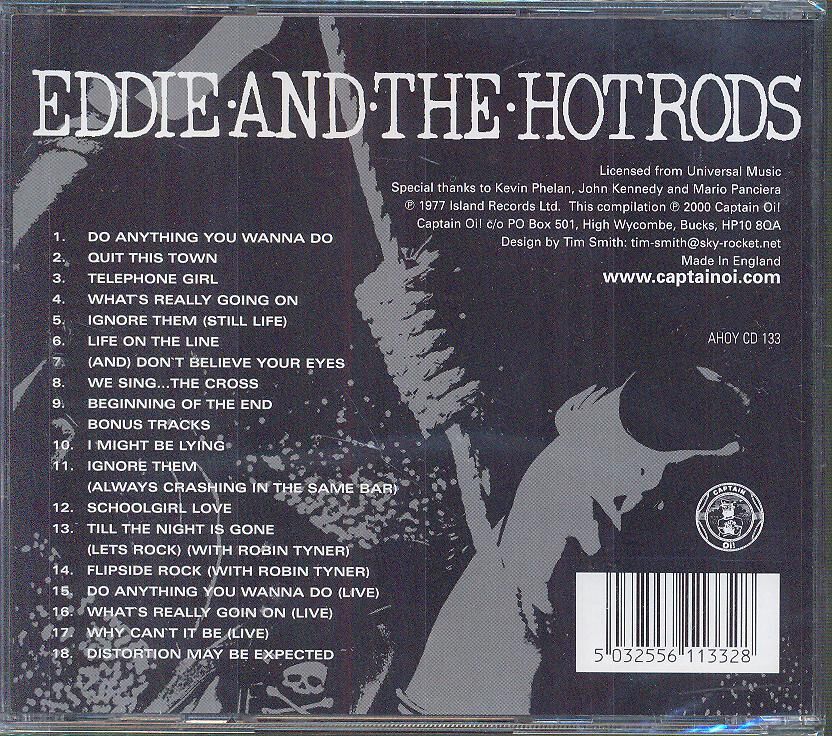 EDDIE·AND·THE·HOTRODS
Licensed from Universal Music
Special thanks to Kevin Phelan, John Kennedy and Mario Panciera
℗ 1977 Island Records Ltd. This compilation ℗ 2000 Captain Oi!
Captain Oi! c/o PO Box 501, High Wycombe, Bucks, HP10 8QA
Design by Tim Smith: tim-smith@sky-rocket.net
Made In England
www.captainoi.com
AHOY CD 133
1. DO ANYTHING YOU WANNA DO
2. QUIT THIS TOWN
3. TELEPHONE GIRL
4. WHAT'S REALLY GOING ON
5. IGNORE THEM (STILL LIFE)
6. LIFE ON THE LINE
7. (AND) DON'T BELIEVE YOUR EYES
8. WE SING...THE CROSS
9. BEGINNING OF THE END
BONUS TRACKS
10. I MIGHT BE LYING
11. IGNORE THEM
(ALWAYS CRASHING IN THE SAME BAR)
12. SCHOOLGIRL LOVE
13. TILL THE NIGHT IS GONE
(LETS ROCK) (WITH ROBIN TYNER)
14. FLIPSIDE ROCK (WITH ROBIN TYNER)
15. DO ANYTHING YOU WANNA DO (LIVE)
16. WHAT'S REALLY GOIN ON (LIVE)
17. WHY CAN'T IT BE (LIVE)
18. DISTORTION MAY BE EXPECTED
CAPTAIN
OI!
5 032556 113328